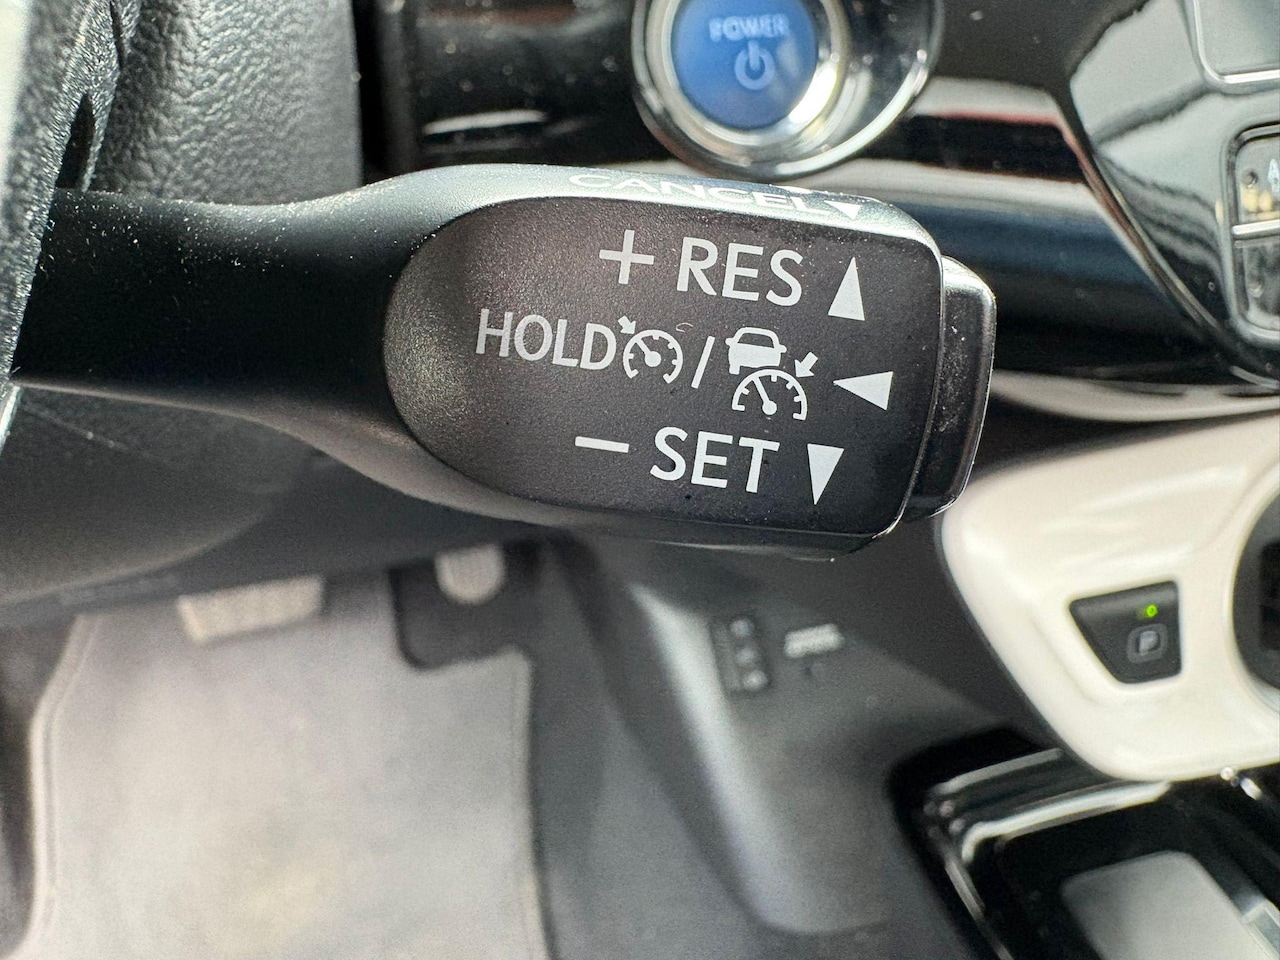 POWER
CANCEL
+ RES
HOLD /
- SET
P